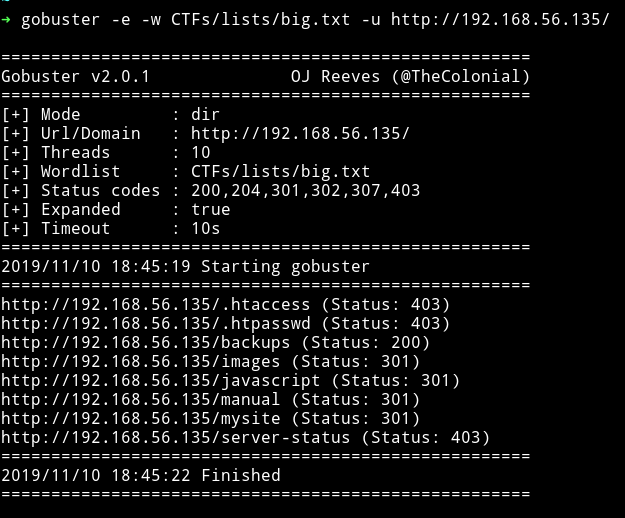 ➜ gobuster -e -w CTFs/lists/big.txt -u http://192.168.56.135/
=====================================================
Gobuster v2.0.1              OJ Reeves (@TheColonial)
=====================================================
[+] Mode         : dir
[+] Url/Domain   : http://192.168.56.135/
[+] Threads      : 10
[+] Wordlist     : CTFs/lists/big.txt
[+] Status codes : 200,204,301,302,307,403
[+] Expanded     : true
[+] Timeout      : 10s
=====================================================
2019/11/10 18:45:19 Starting gobuster
=====================================================
http://192.168.56.135/.htaccess (Status: 403)
http://192.168.56.135/.htpasswd (Status: 403)
http://192.168.56.135/backups (Status: 200)
http://192.168.56.135/images (Status: 301)
http://192.168.56.135/javascript (Status: 301)
http://192.168.56.135/manual (Status: 301)
http://192.168.56.135/mysite (Status: 301)
http://192.168.56.135/server-status (Status: 403)
=====================================================
2019/11/10 18:45:22 Finished
=====================================================